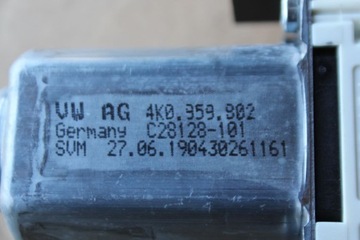 VW AG 4K0.959.802
Germany C28128-101
SVM 27.06.190430261161